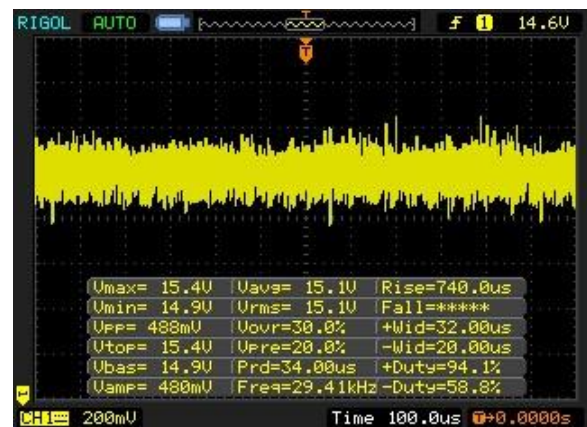 RIGOL AUTO 1 14.6V
T
Vmax= 15.4V Vavg= 15.1V Rise=740.0us
Vmin= 14.9V Vrms= 15.1V Fall=*****
Vpp= 488mV Vovr=30.0% +Wid=32.00us
Vtop= 15.4V Vpre=20.0% -Wid=20.00us
Vbas= 14.9V Prd=34.00us +Duty=94.1%
Vamp= 480mV Freq=29.41kHz -Duty=58.8%
CH1 200mV Time 100.0us T→0.0000s